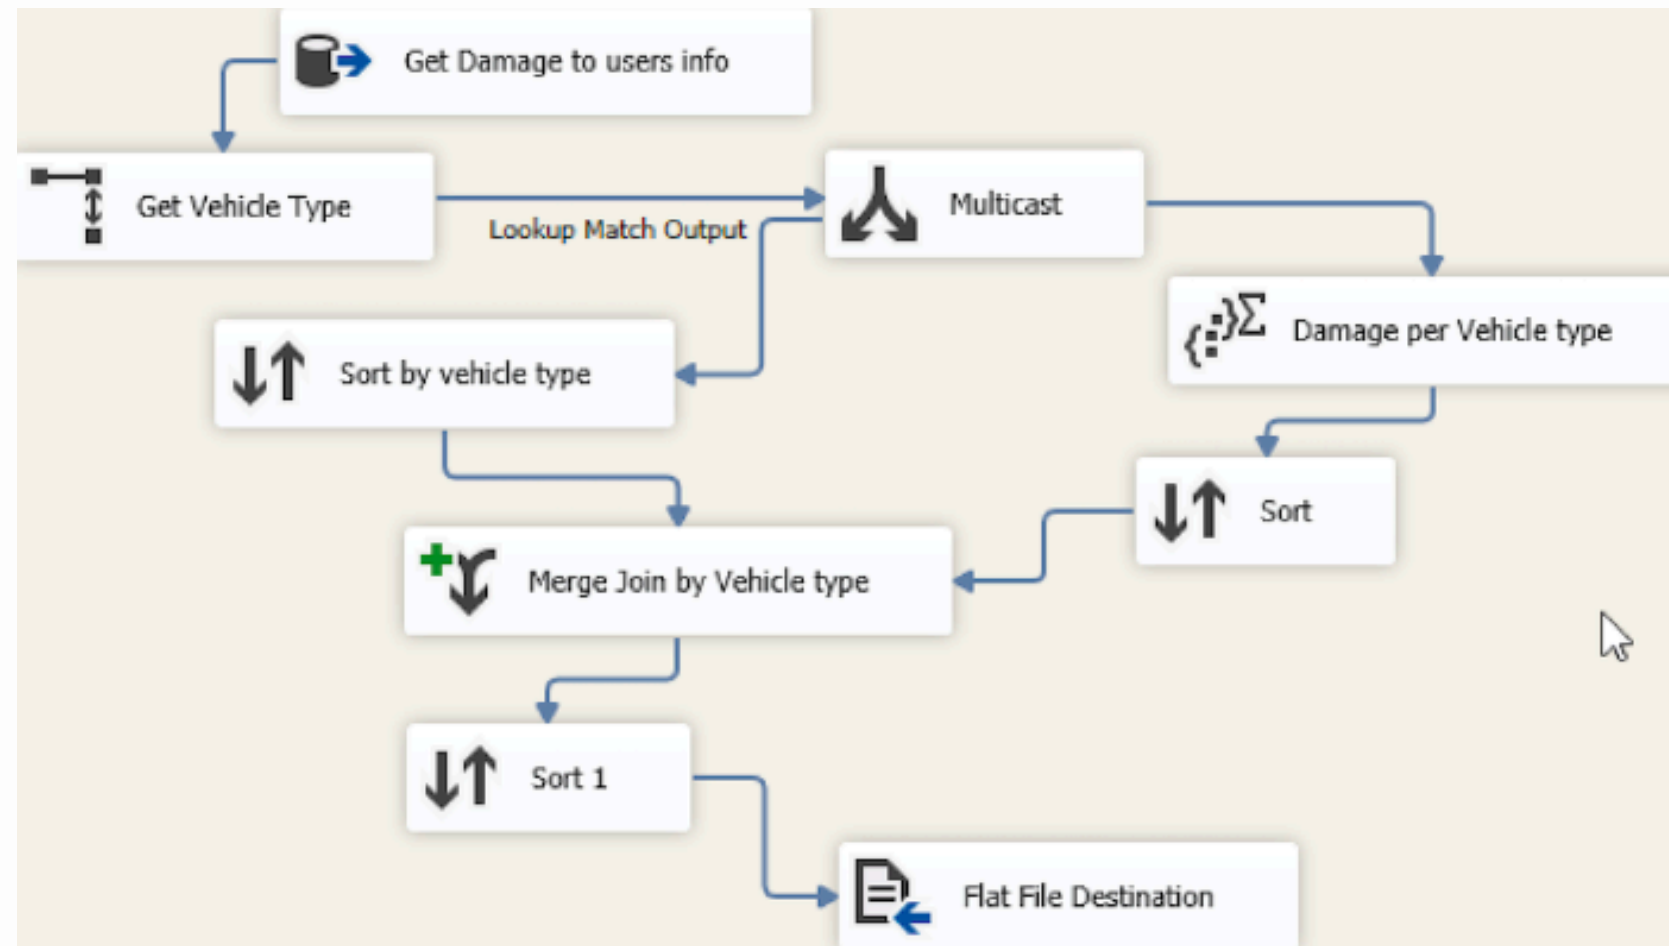 Get Damage to users info
Get Vehicle Type
Lookup Match Output
Multicast
Damage per Vehicle type
Sort by vehicle type
Sort
Merge Join by Vehicle type
Sort 1
Flat File Destination